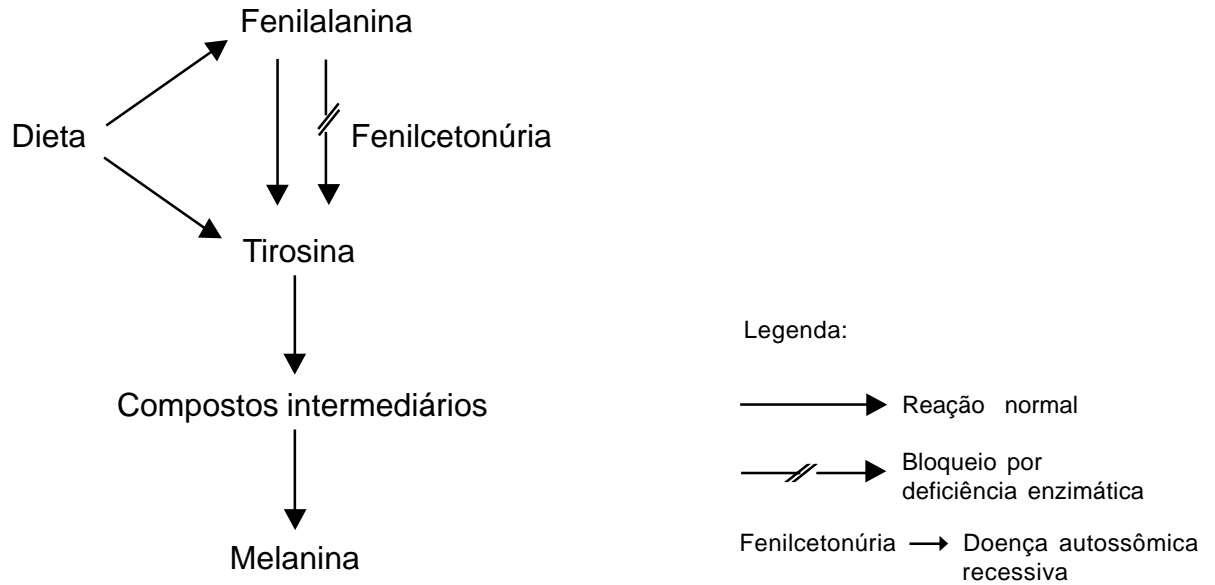 Fenilalanina
Dieta
Fenilcetonúria
Tirosina
Compostos intermediários
Melanina
Legenda:
Reação normal
Bloqueio por
deficiência enzimática
Fenilcetonúria → Doença autossômica
recessiva